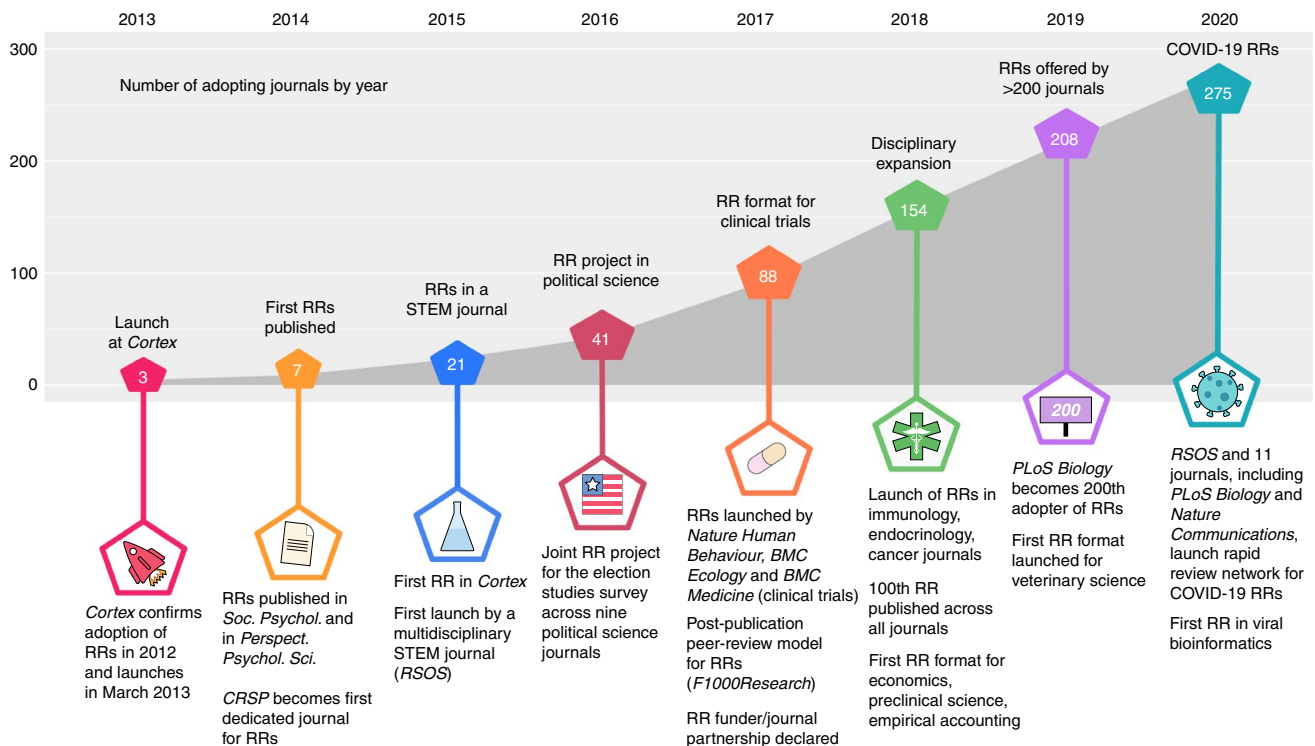 2013
2014
2015
2016
2017
2018
2019
2020
300
200
100
0
Number of adopting journals by year
Launch
at Cortex
3
Cortex confirms
adoption of
RRs in 2012
and launches
in March 2013
First RRs
published
7
RRs published in
Soc. Psychol. and
in Perspect.
Psychol. Sci.
CRSP becomes first
dedicated journal
for RRs
RRs in a
STEM journal
21
First RR in Cortex
First launch by a
multidisciplinary
STEM journal
(RSOS)
RR project in
political science
41
Joint RR project
for the election
studies survey
across nine
political science
journals
RR format for
clinical trials
88
RRs launched by
Nature Human
Behaviour, BMC
Ecology and BMC
Medicine (clinical trials)
Post-publication
peer-review model
for RRs
(F1000Research)
RR funder/journal
partnership declared
Disciplinary
expansion
154
Launch of RRs in
immunology,
endocrinology,
cancer journals
100th RR
published across
all journals
First RR format for
economics,
preclinical science,
empirical accounting
RRs offered by
>200 journals
208
200
PLoS Biology
becomes 200th
adopter of RRs
First RR format
launched for
veterinary science
COVID-19 RRs
275
RSOS and 11
journals, including
PLoS Biology and
Nature
Communications,
launch rapid
review network for
COVID-19 RRs
First RR in viral
bioinformatics